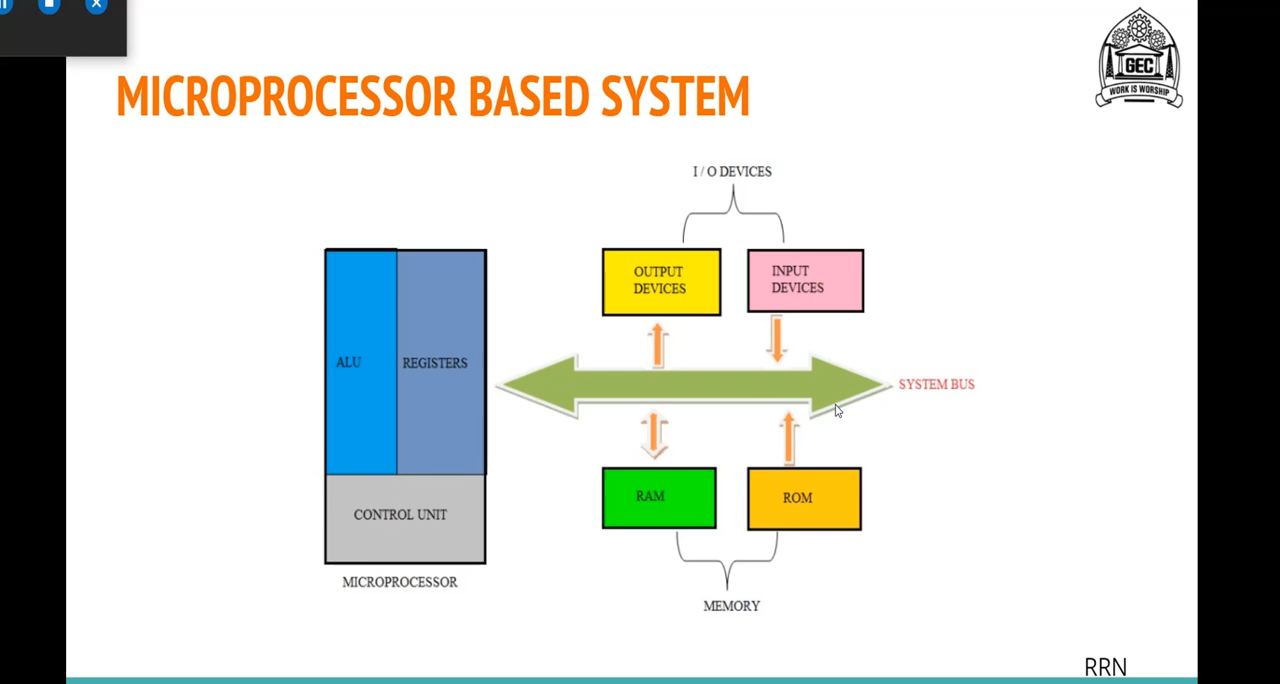 MICROPROCESSOR BASED SYSTEM
GEC
WORK IS WORSHIP
I / O DEVICES
OUTPUT
DEVICES
INPUT
DEVICES
ALU
REGISTERS
SYSTEM BUS
RAM
ROM
CONTROL UNIT
MICROPROCESSOR
MEMORY
RRN